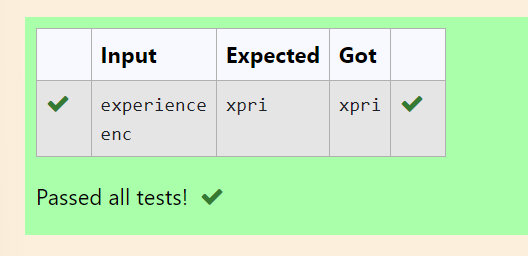 Input Expected Got
experience xpri xpri
enc
Passed all tests!